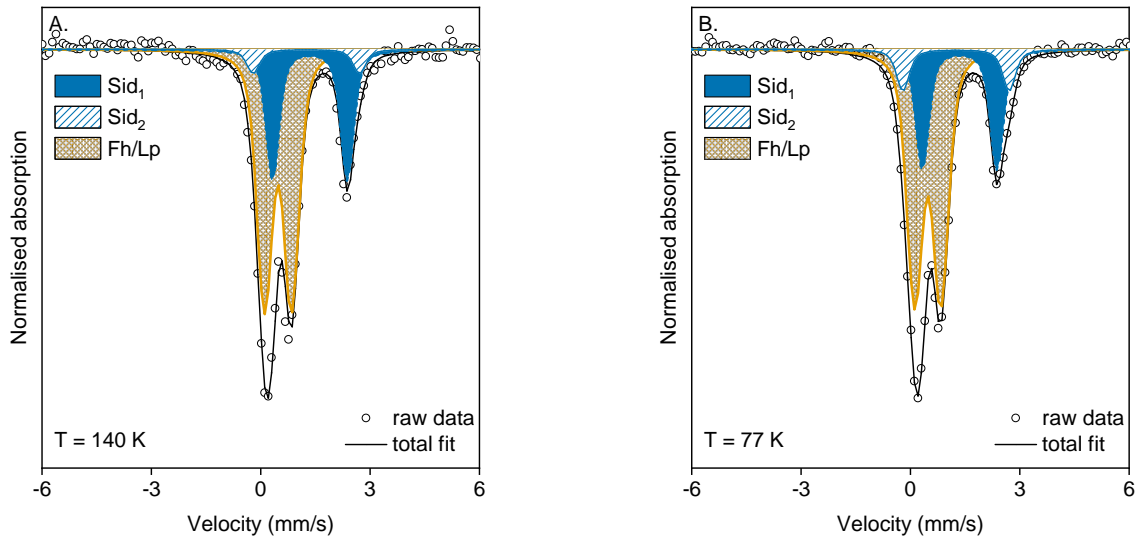 A.
Sid₁
Sid₂
Fh/Lp
Normalised absorption
raw data
total fit
T = 140 K
-6 -3 0 3 6
Velocity (mm/s)
B.
Sid₁
Sid₂
Fh/Lp
Normalised absorption
raw data
total fit
T = 77 K
-6 -3 0 3 6
Velocity (mm/s)